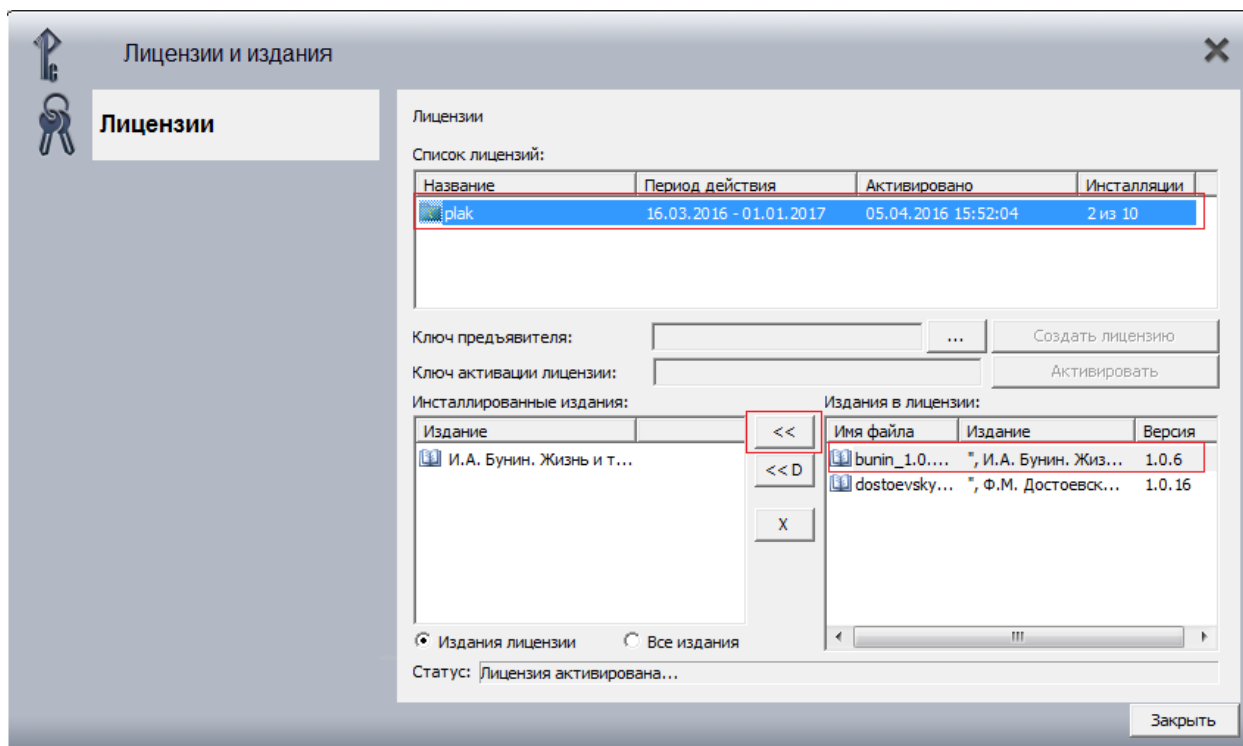 Лицензии и издания
Лицензии
Лицензии
Список лицензий:
Название Период действия Активировано Инсталляции
plak 16.03.2016 - 01.01.2017 05.04.2016 15:52:04 2 из 10
Ключ предъявителя: ... Создать лицензию
Ключ активации лицензии: Активировать
Инсталлированные издания: Издания в лицензии:
Издание << Имя файла Издание Версия
И.А. Бунин. Жизнь и т... bunin_1.0.... ", И.А. Бунин. Жиз... 1.0.6
<< D dostoevsky... ", Ф.М. Достоевск... 1.0.16
X
Издания лицензии Все издания
Статус: Лицензия активирована...
Закрыть